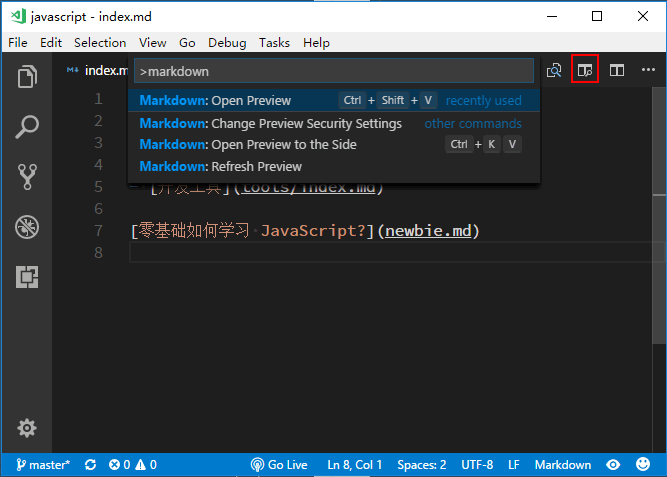 javascript - index.md
File Edit Selection View Go Debug Tasks Help
index.m
>markdown
Markdown: Open Preview Ctrl + Shift + V recently used
Markdown: Change Preview Security Settings other commands
Markdown: Open Preview to the Side Ctrl + K V
Markdown: Refresh Preview
1
2
3
4
5 - [开发工具](tools/index.md)
6
7 [零基础如何学习 JavaScript?](newbie.md)
8
master* 0 0 Go Live Ln 8, Col 1 Spaces: 2 UTF-8 LF Markdown